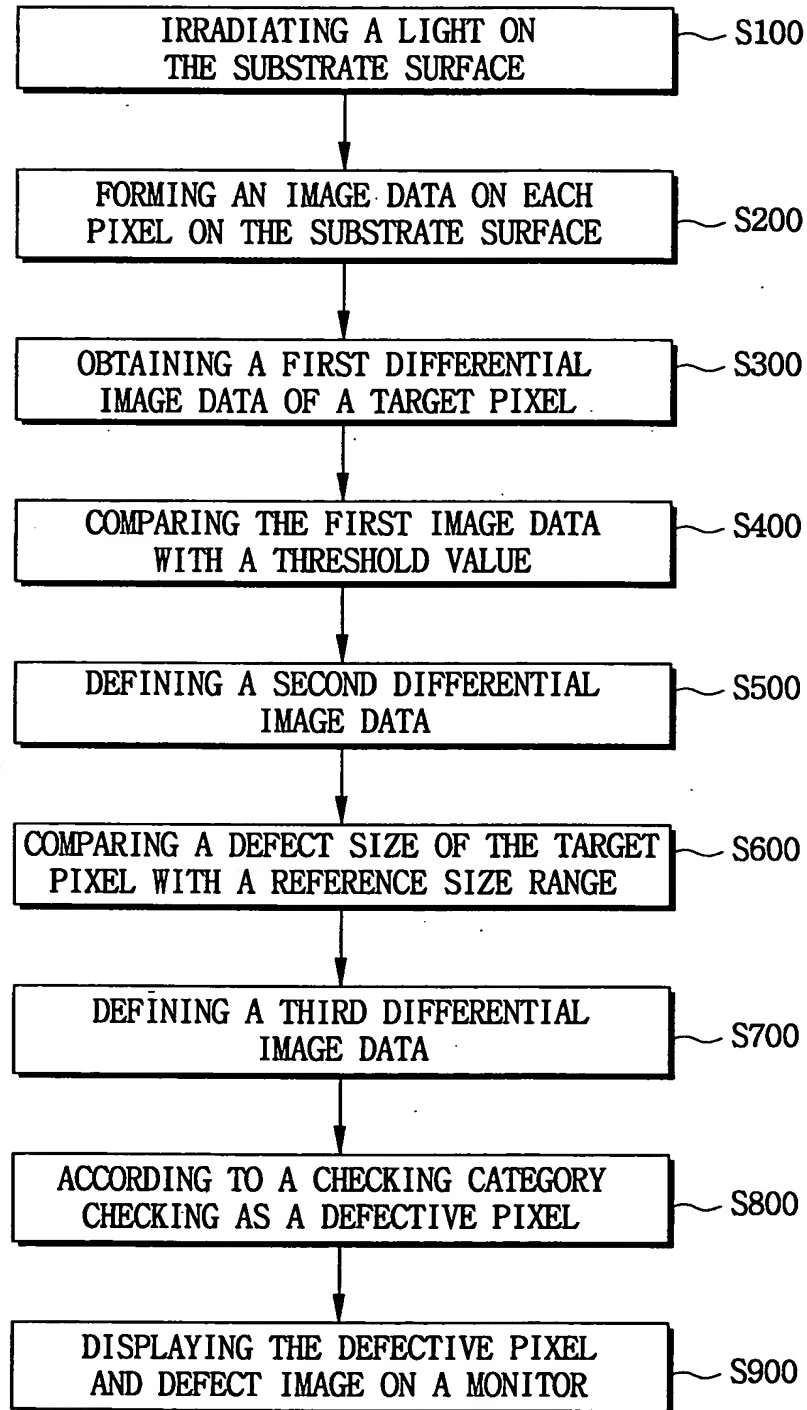 IRRADIATING A LIGHT ON
THE SUBSTRATE SURFACE
S100
FORMING AN IMAGE DATA ON EACH
PIXEL ON THE SUBSTRATE SURFACE
S200
OBTAINING A FIRST DIFFERENTIAL
IMAGE DATA OF A TARGET PIXEL
S300
COMPARING THE FIRST IMAGE DATA
WITH A THRESHOLD VALUE
S400
DEFINING A SECOND DIFFERENTIAL
IMAGE DATA
S500
COMPARING A DEFECT SIZE OF THE TARGET
PIXEL WITH A REFERENCE SIZE RANGE
S600
DEFINING A THIRD DIFFERENTIAL
IMAGE DATA
S700
ACCORDING TO A CHECKING CATEGORY
CHECKING AS A DEFECTIVE PIXEL
S800
DISPLAYING THE DEFECTIVE PIXEL
AND DEFECT IMAGE ON A MONITOR
S900